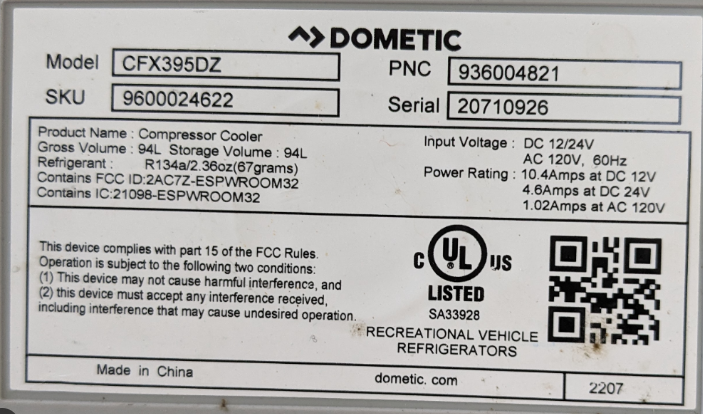 DOMETIC
Model CFX395DZ PNC 936004821
SKU 9600024622 Serial 20710926
Product Name : Compressor Cooler
Gross Volume : 94L Storage Volume : 94L
Refrigerant : R134a/2.36oz(67grams)
Contains FCC ID:2AC7Z-ESPWROOM32
Contains IC:21098-ESPWROOM32
Input Voltage : DC 12/24V
AC 120V, 60Hz
Power Rating : 10.4Amps at DC 12V
4.6Amps at DC 24V
1.02Amps at AC 120V
This device complies with part 15 of the FCC Rules.
Operation is subject to the following two conditions:
(1) This device may not cause harmful interference, and
(2) this device must accept any interference received,
including interference that may cause undesired operation.
C UL ® US
LISTED
SA33928
RECREATIONAL VEHICLE
REFRIGERATORS
Made in China
dometic. com
2207